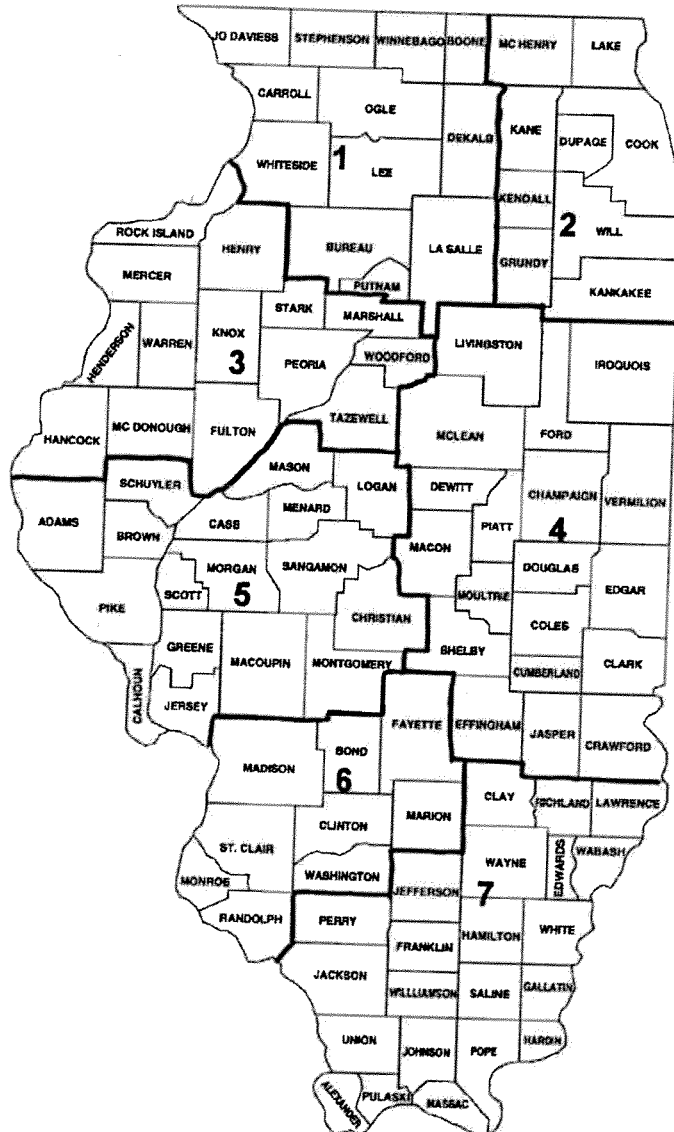 JO DAVIESS STEPHENSON WINNEBAGO BOONE MC HENRY LAKE
CARROLL OGLE DEKALB KANE DUPAGE COOK
WHITESIDE 1 LEE KENDALL
ROCK ISLAND HENRY BUREAU LA SALLE GRUNDY 2 WILL
MERCER PUTNAM KANKAKEE
STARK MARSHALL
HENDERSON WARREN KNOX 3 PEORIA WOODFORD LIVINGSTON IROQUOIS
HANCOCK MC DONOUGH FULTON TAZEWELL MCLEAN FORD
MASON
SCHUYLER LOGAN DEWITT CHAMPAIGN VERMILION
ADAMS BROWN CASS MENARD MACON PIATT 4
MORGAN SANGAMON DOUGLAS EDGAR
PIKE SCOTT 5 CHRISTIAN MOULTRIE COLES
GREENE MACOUPIN MONTGOMERY SHELBY CUMBERLAND CLARK
CALHOUN JERSEY
FAYETTE EFFINGHAM JASPER CRAWFORD
MADISON BOND 6
CLAY RICHLAND LAWRENCE
CLINTON MARION
ST. CLAIR WAYNE EDWARDS WABASH
MONROE WASHINGTON JEFFERSON 7
RANDOLPH PERRY FRANKLIN HAMILTON WHITE
JACKSON WILLLIAMSON SALINE GALLATIN
UNION JOHNSON POPE HARDIN
ALEXANDER PULASKI MASSAC